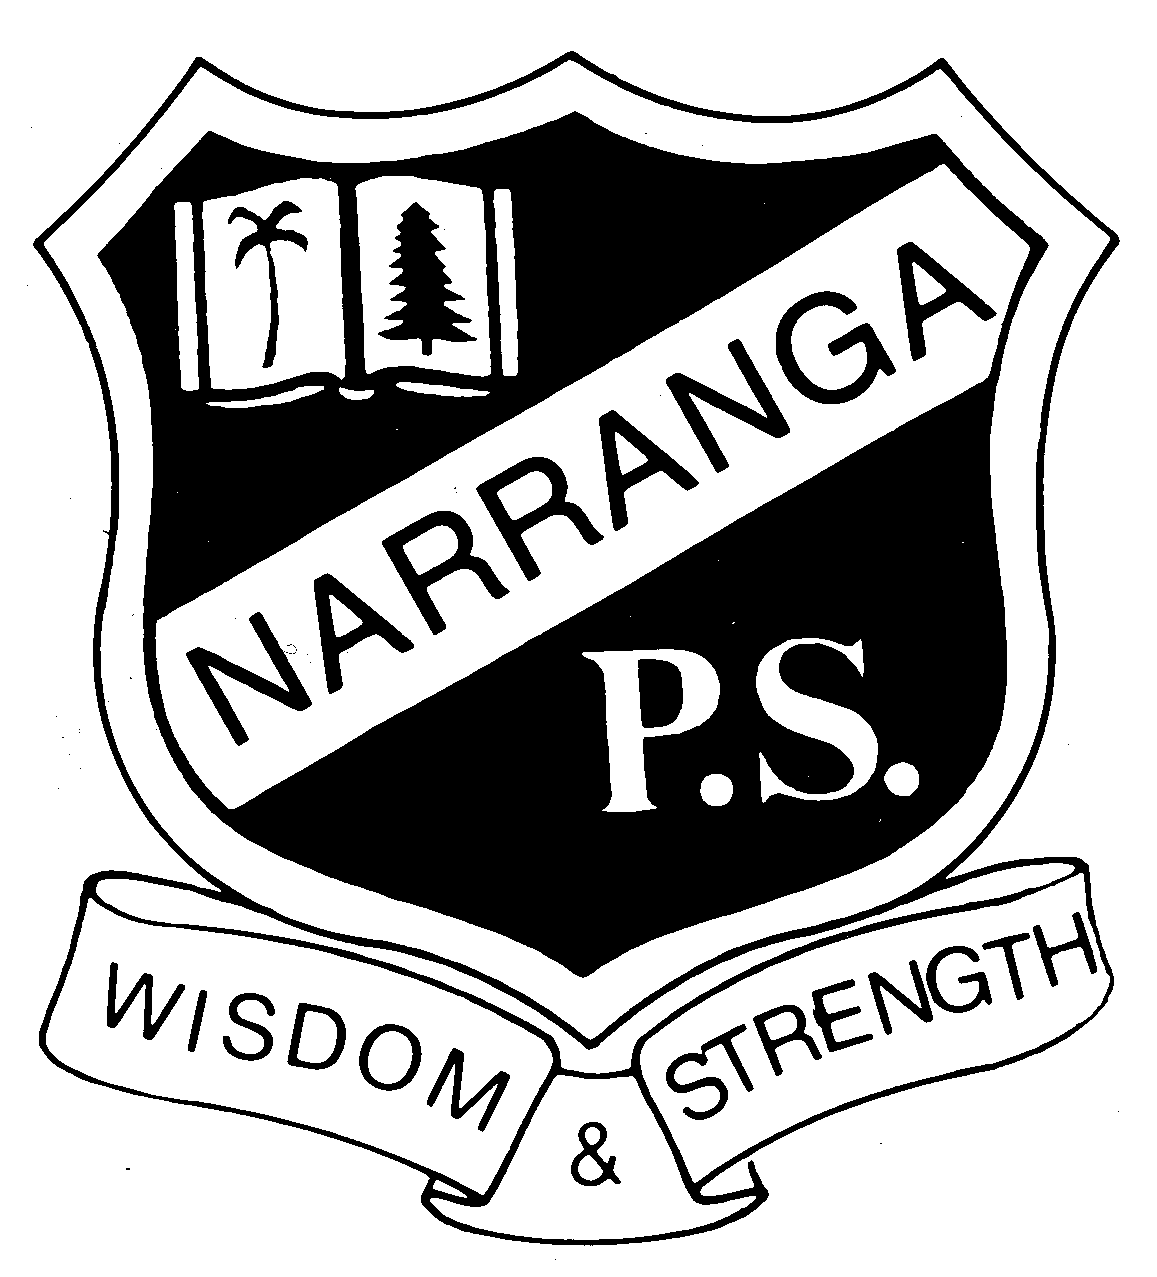 NARRANGA
P.S.
WISDOM
&
STRENGTH